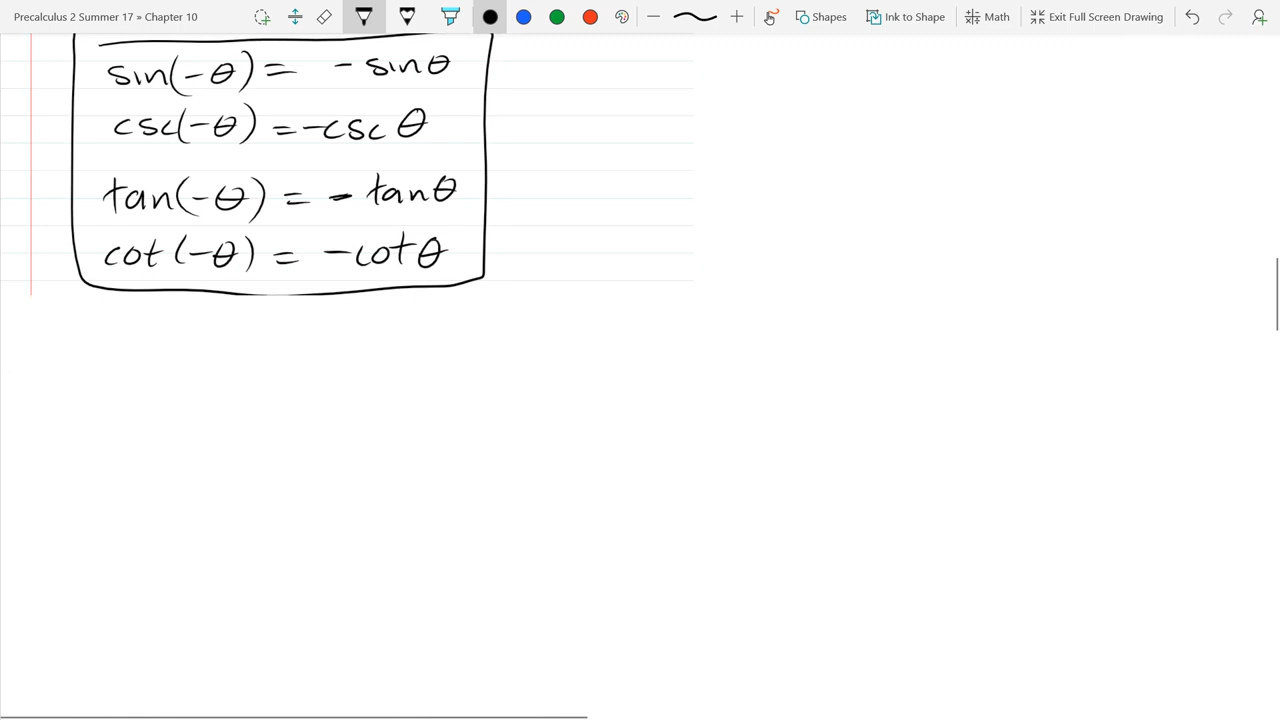 Precalculus 2 Summer 17 » Chapter 10
Shapes
Ink to Shape
Math
Exit Full Screen Drawing
sin(-θ) = - sinθ
csc(-θ) = -csc θ
tan(-θ) = - tanθ
cot(-θ) = -cotθ